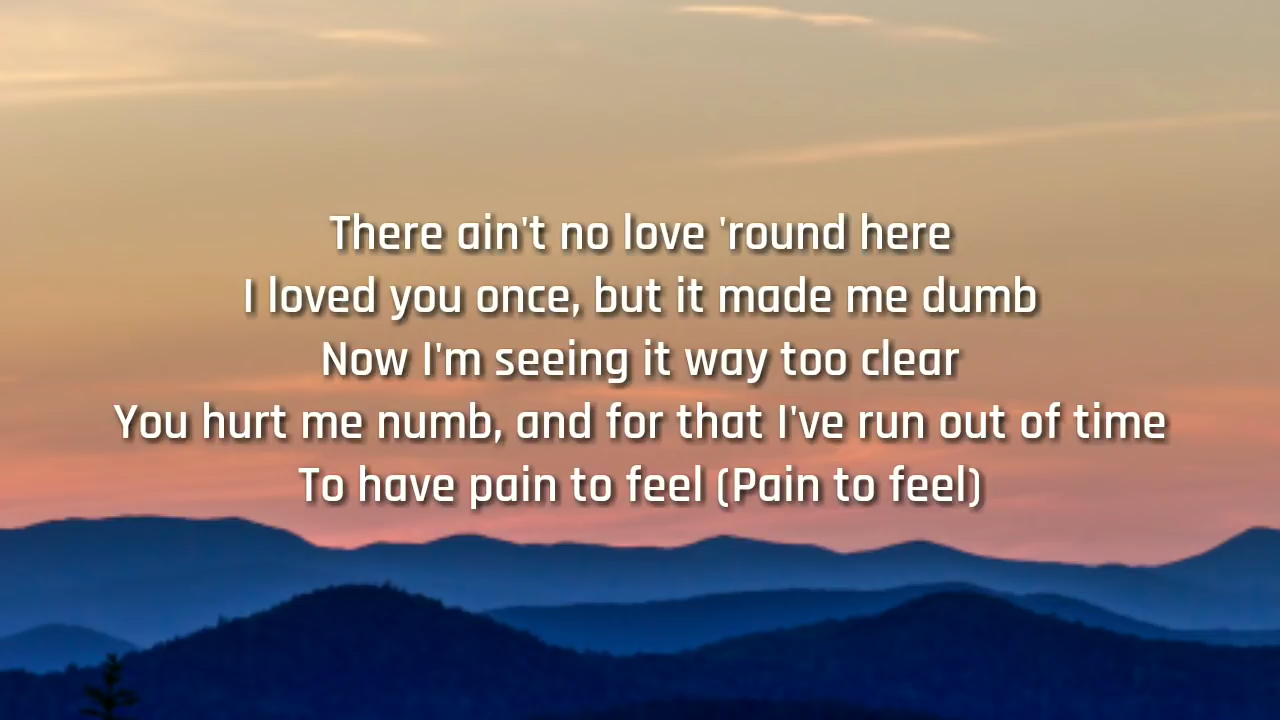 There ain't no love 'round here
I loved you once, but it made me dumb
Now I'm seeing it way too clear
You hurt me numb, and for that I've run out of time
To have pain to feel (Pain to feel)